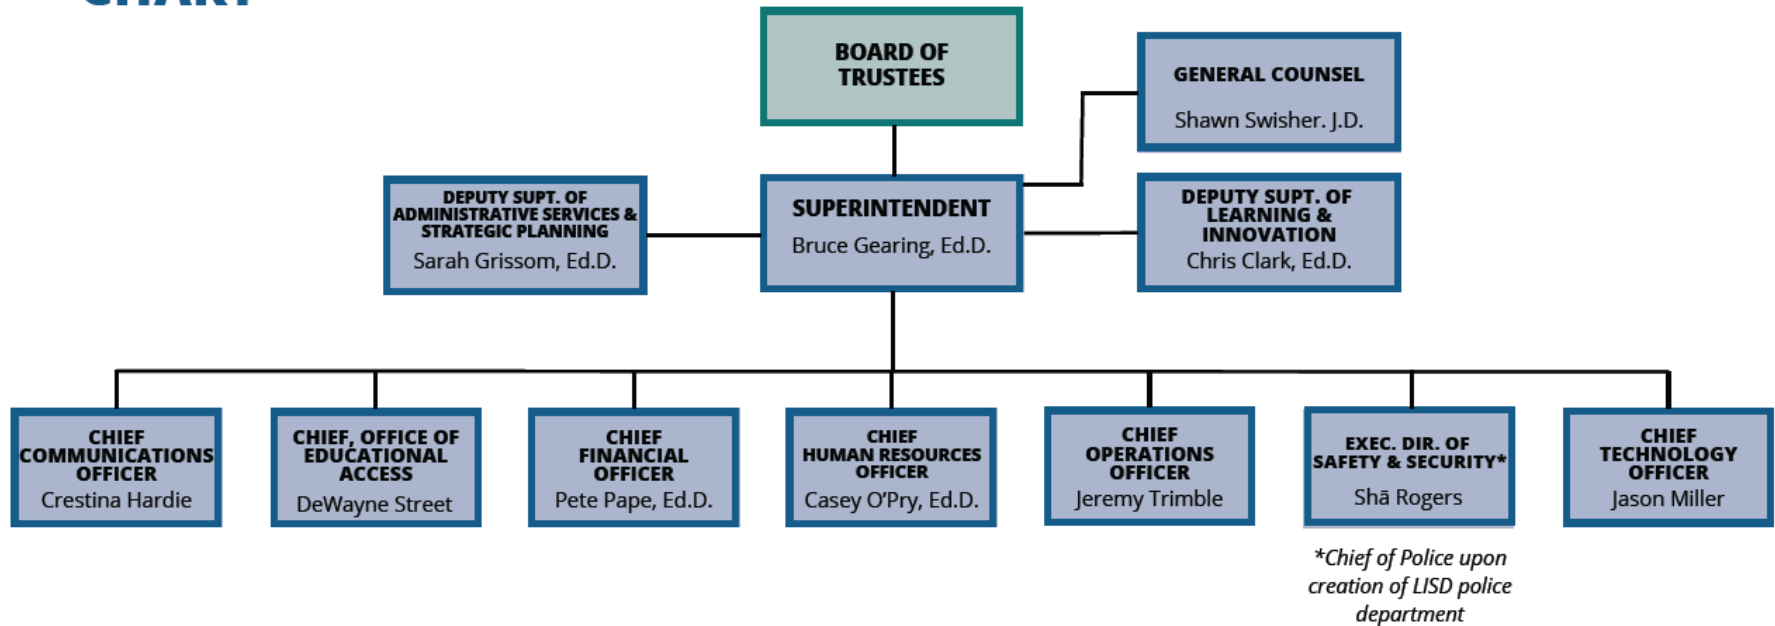 CHART
BOARD OF
TRUSTEES
GENERAL COUNSEL
Shawn Swisher. J.D.
DEPUTY SUPT. OF
ADMINISTRATIVE SERVICES &
STRATEGIC PLANNING
Sarah Grissom, Ed.D.
SUPERINTENDENT
Bruce Gearing, Ed.D.
DEPUTY SUPT. OF
LEARNING &
INNOVATION
Chris Clark, Ed.D.
CHIEF
COMMUNICATIONS
OFFICER
Crestina Hardie
CHIEF, OFFICE OF
EDUCATIONAL
ACCESS
DeWayne Street
CHIEF
FINANCIAL
OFFICER
Pete Pape, Ed.D.
CHIEF
HUMAN RESOURCES
OFFICER
Casey O’Pry, Ed.D.
CHIEF
OPERATIONS
OFFICER
Jeremy Trimble
EXEC. DIR. OF
SAFETY & SECURITY*
Shā Rogers
CHIEF
TECHNOLOGY
OFFICER
Jason Miller
*Chief of Police upon
creation of LISD police
department